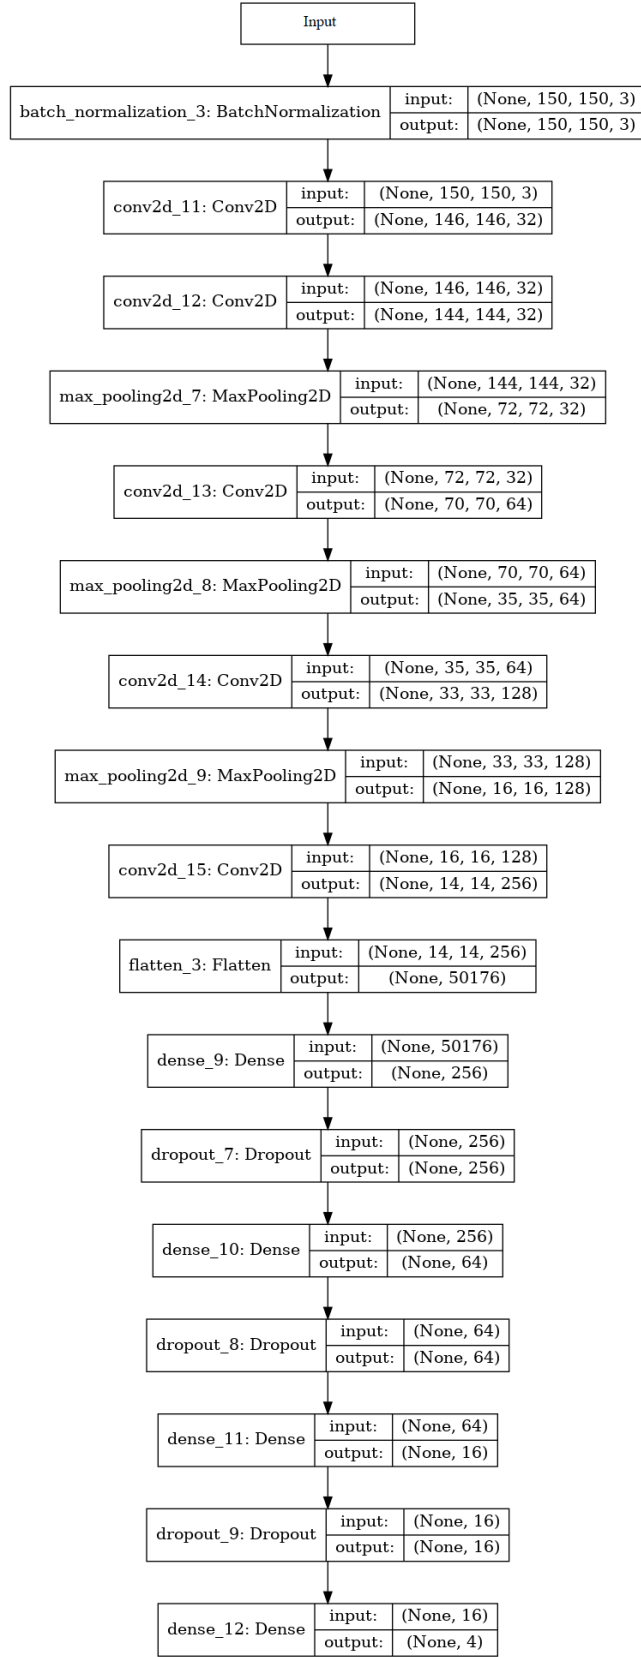 Input
batch_normalization_3: BatchNormalization
input: (None, 150, 150, 3)
output: (None, 150, 150, 3)
conv2d_11: Conv2D
input: (None, 150, 150, 3)
output: (None, 146, 146, 32)
conv2d_12: Conv2D
input: (None, 146, 146, 32)
output: (None, 144, 144, 32)
max_pooling2d_7: MaxPooling2D
input: (None, 144, 144, 32)
output: (None, 72, 72, 32)
conv2d_13: Conv2D
input: (None, 72, 72, 32)
output: (None, 70, 70, 64)
max_pooling2d_8: MaxPooling2D
input: (None, 70, 70, 64)
output: (None, 35, 35, 64)
conv2d_14: Conv2D
input: (None, 35, 35, 64)
output: (None, 33, 33, 128)
max_pooling2d_9: MaxPooling2D
input: (None, 33, 33, 128)
output: (None, 16, 16, 128)
conv2d_15: Conv2D
input: (None, 16, 16, 128)
output: (None, 14, 14, 256)
flatten_3: Flatten
input: (None, 14, 14, 256)
output: (None, 50176)
dense_9: Dense
input: (None, 50176)
output: (None, 256)
dropout_7: Dropout
input: (None, 256)
output: (None, 256)
dense_10: Dense
input: (None, 256)
output: (None, 64)
dropout_8: Dropout
input: (None, 64)
output: (None, 64)
dense_11: Dense
input: (None, 64)
output: (None, 16)
dropout_9: Dropout
input: (None, 16)
output: (None, 16)
dense_12: Dense
input: (None, 16)
output: (None, 4)